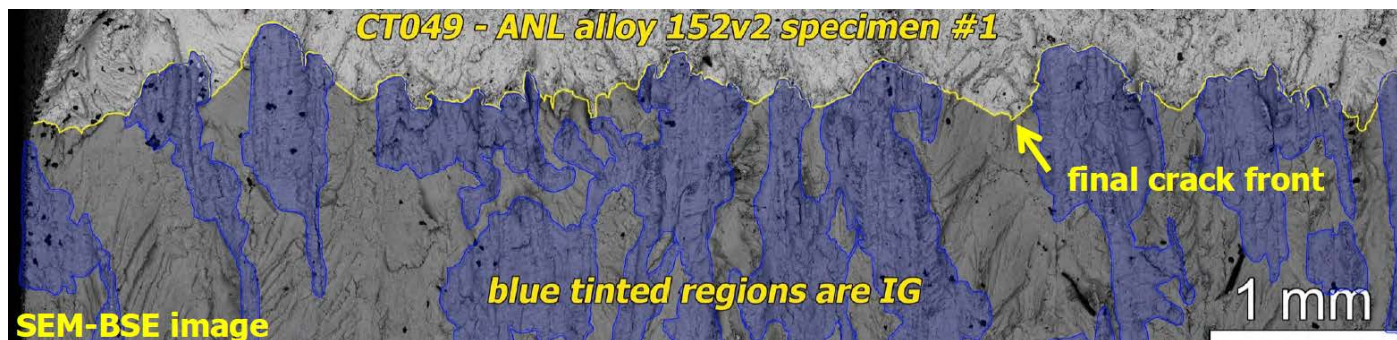 CT049 - ANL alloy 152v2 specimen #1
final crack front
blue tinted regions are IG
1 mm
SEM-BSE image